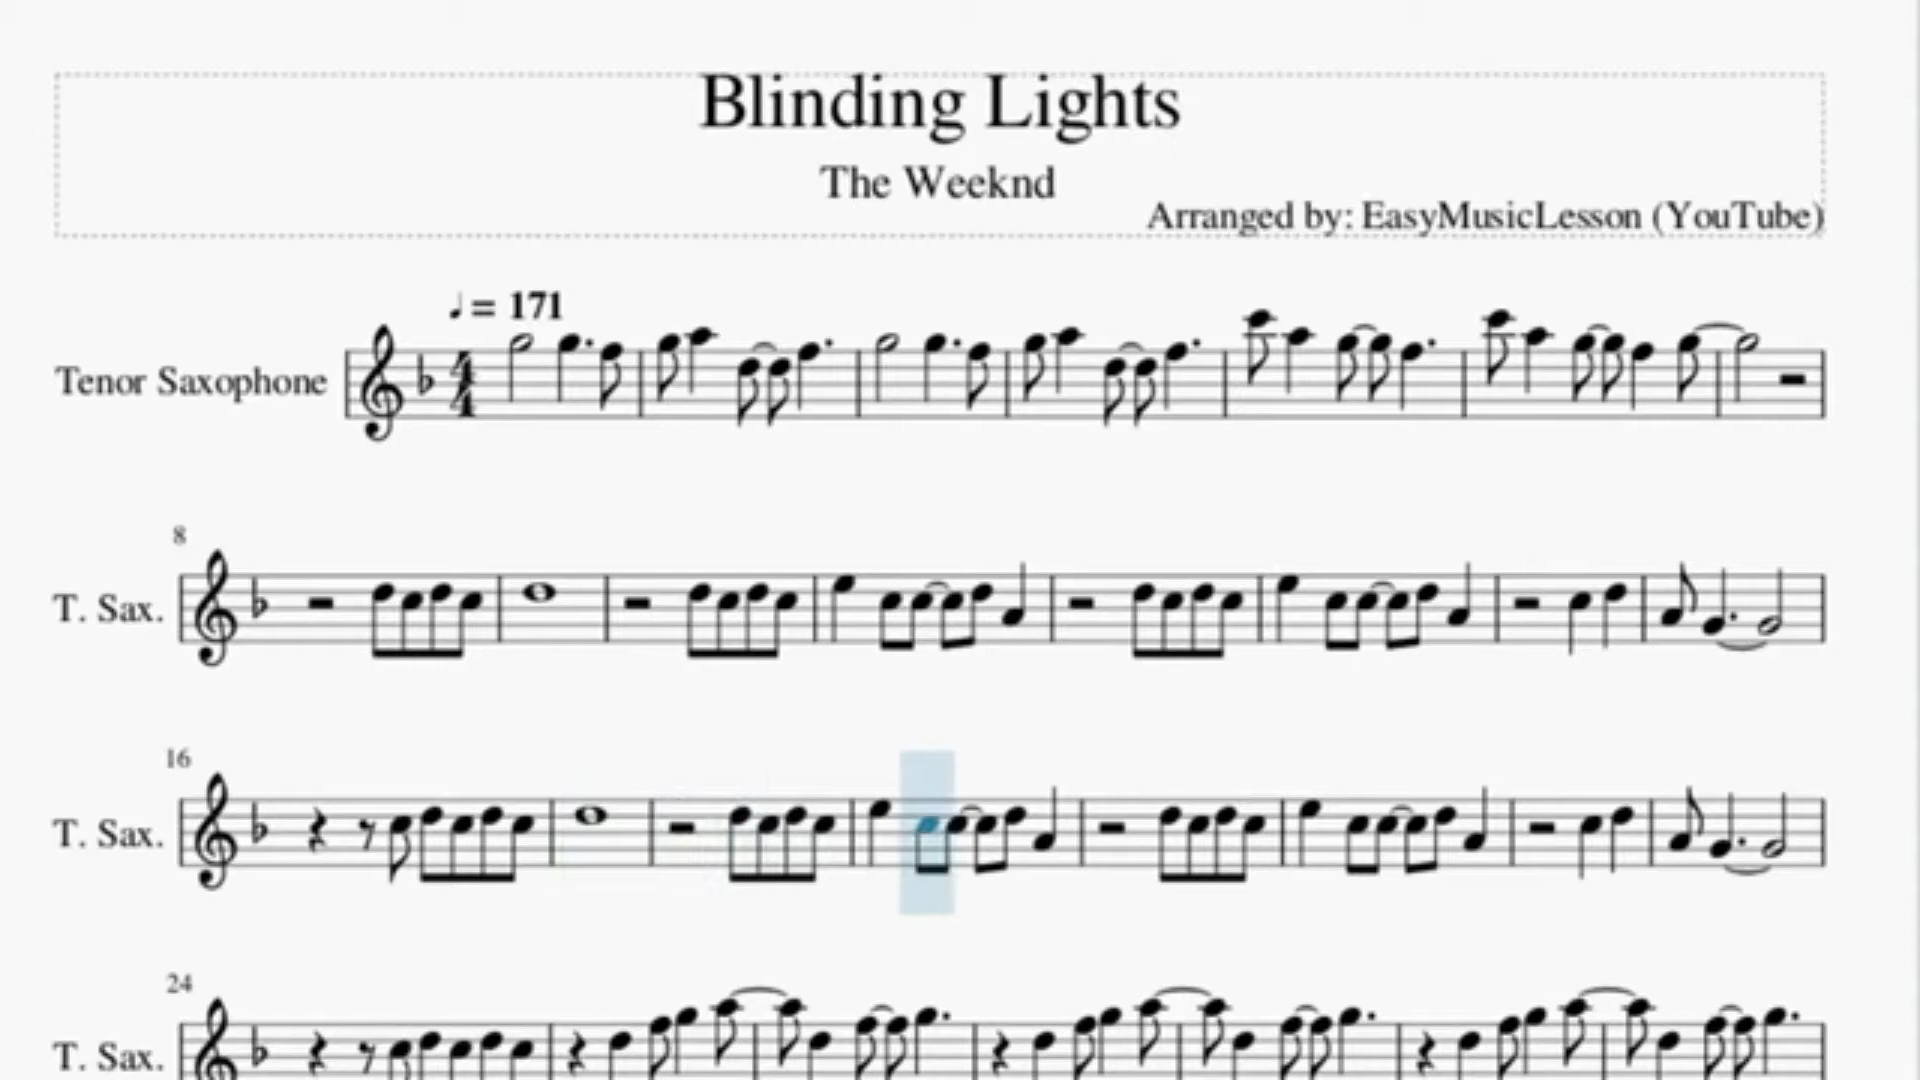 Blinding Lights
The Weeknd
Arranged by: EasyMusicLesson (YouTube)
♩= 171
Tenor Saxophone
8
T. Sax.
16
T. Sax.
24
T. Sax.